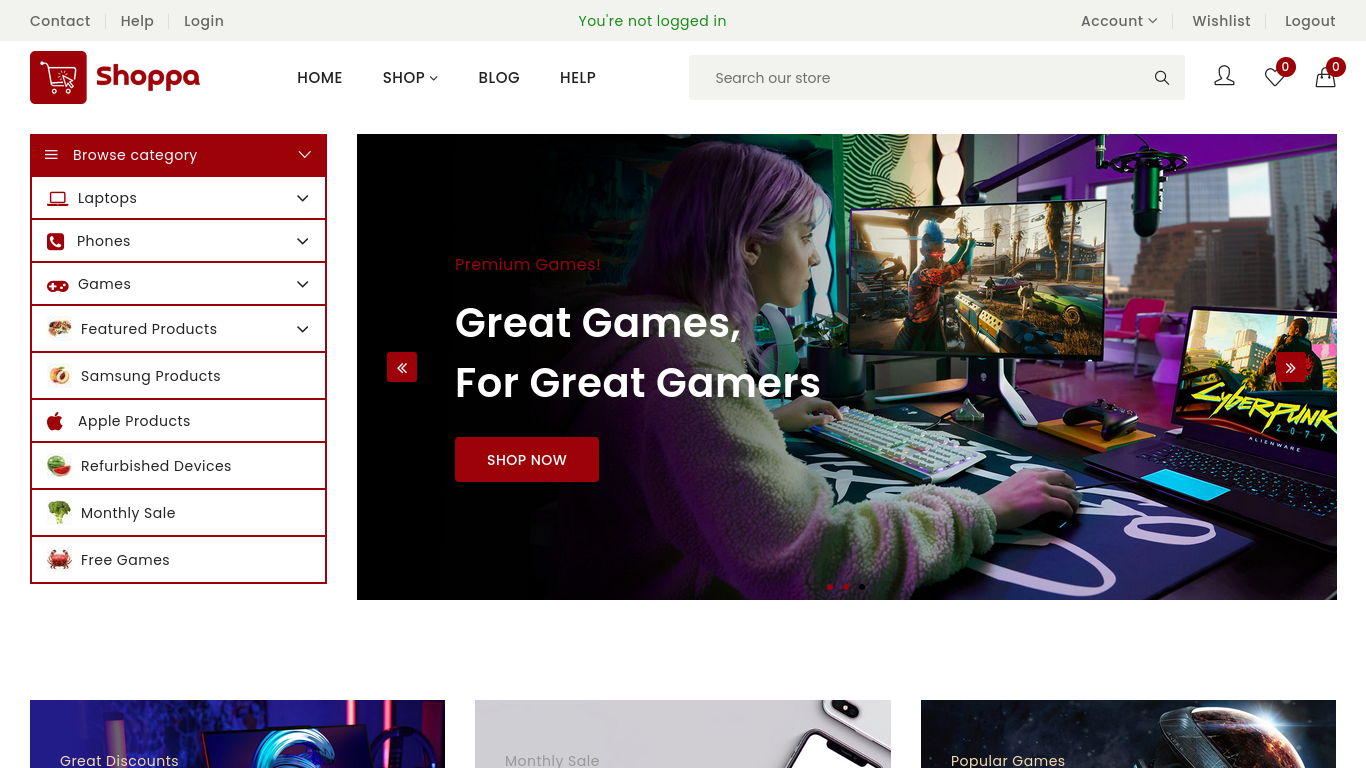 Contact
Help
Login
You're not logged in
Account
Wishlist
Logout
Shoppa
HOME
SHOP
BLOG
HELP
Search our store
0
0
Browse category
Laptops
Phones
Games
Featured Products
Samsung Products
Apple Products
Refurbished Devices
Monthly Sale
Free Games
Premium Games!
Great Games,
For Great Gamers
SHOP NOW
CYBERPUNK
2077
ALIENWARE
Great Discounts
Monthly Sale
Popular Games